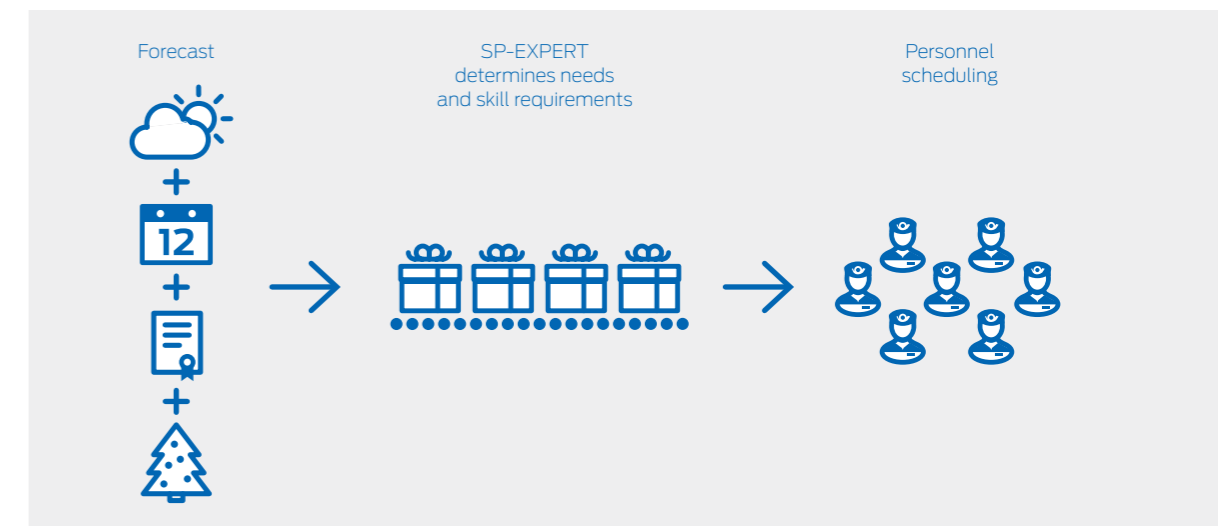 Forecast
SP-EXPERT
determines needs
and skill requirements
Personnel
scheduling
12